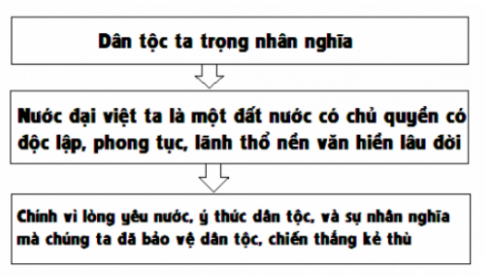 Dân tộc ta trọng nhân nghĩa
Nước đại việt ta là một đất nước có chủ quyền có
độc lập, phong tục, lãnh thổ nền văn hiến lâu đời
Chính vì lòng yêu nước, ý thức dân tộc, và sự nhân nghĩa
mà chúng ta đã bảo vệ dân tộc, chiến thắng kẻ thù